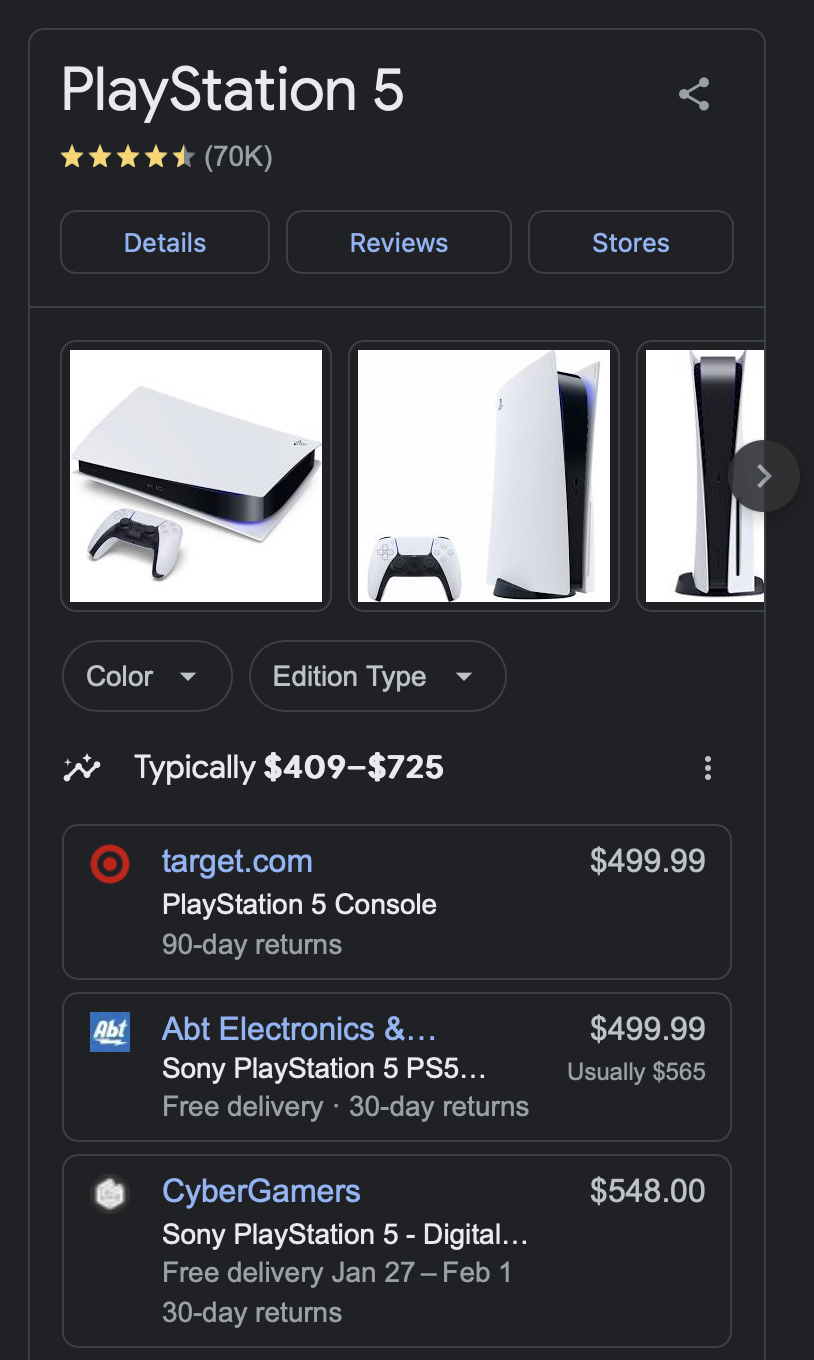 PlayStation 5
(70K)
Details
Reviews
Stores
Color
Edition Type
Typically $409–$725
target.com $499.99
PlayStation 5 Console
90-day returns
Abt
Abt Electronics &... $499.99
Sony PlayStation 5 PS5... Usually $565
Free delivery · 30-day returns
CyberGamers $548.00
Sony PlayStation 5 - Digital...
Free delivery Jan 27 – Feb 1
30-day returns